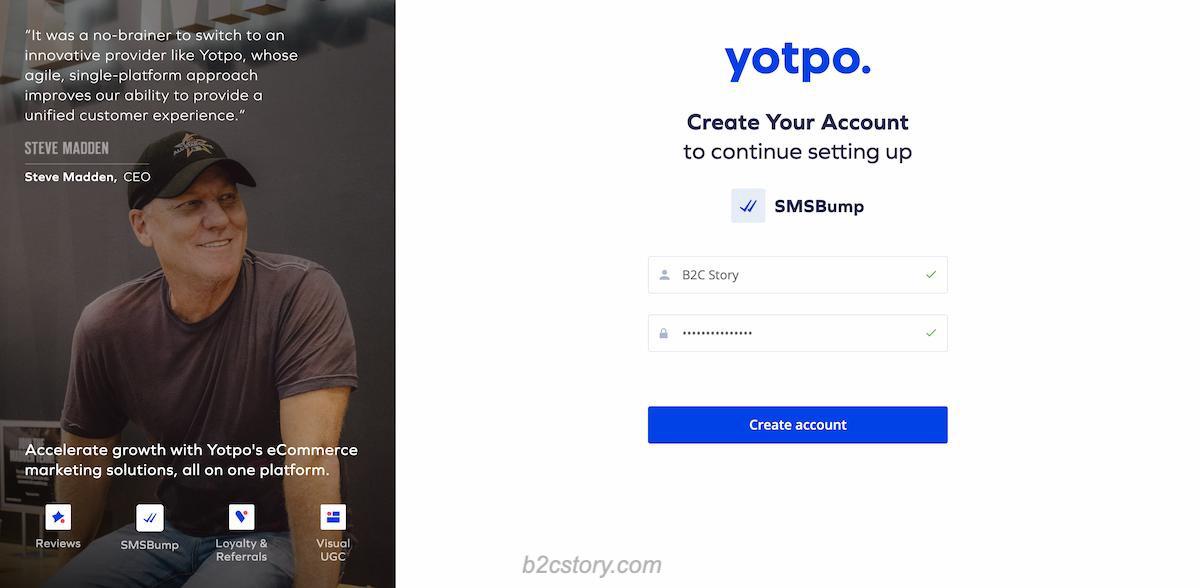 “It was a no-brainer to switch to an
innovative provider like Yotpo, whose
agile, single-platform approach
improves our ability to provide a
unified customer experience.”
STEVE MADDEN
Steve Madden, CEO
Accelerate growth with Yotpo's eCommerce
marketing solutions, all on one platform.
Reviews
SMSBump
Loyalty &
Referrals
Visual
UGC
yotpo.
Create Your Account
to continue setting up
SMSBump
B2C Story
•••••••••••••••
Create account
b2cstory.com